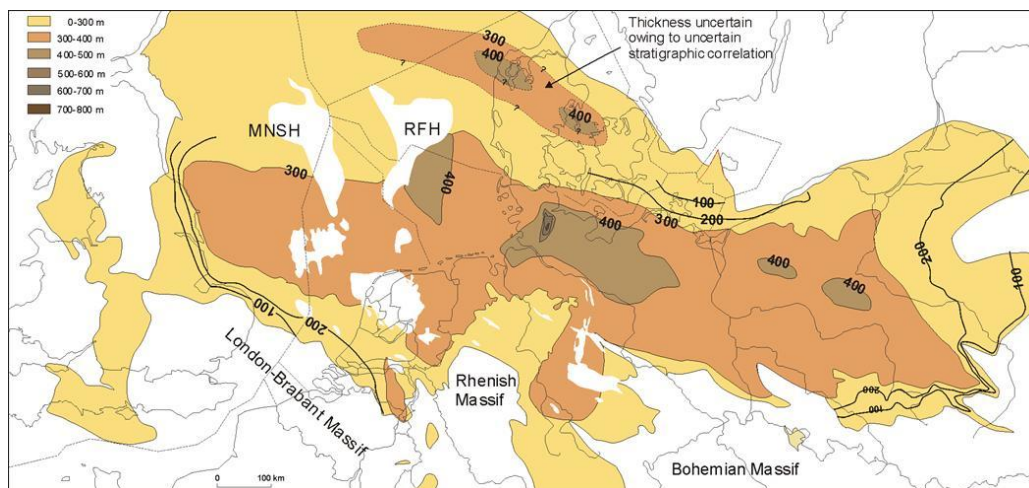 0-300 m
300-400 m
400-500 m
500-600 m
600-700 m
700-800 m
Thickness uncertain
owing to uncertain
stratigraphic correlation
300
400
?
?
?
?
?
400
MNSH
RFH
300
400
100
200
300
400
400
400
200
100
100
200
London-Brabant Massif
Rhenish
Massif
Bohemian Massif
200
100
0
100 km